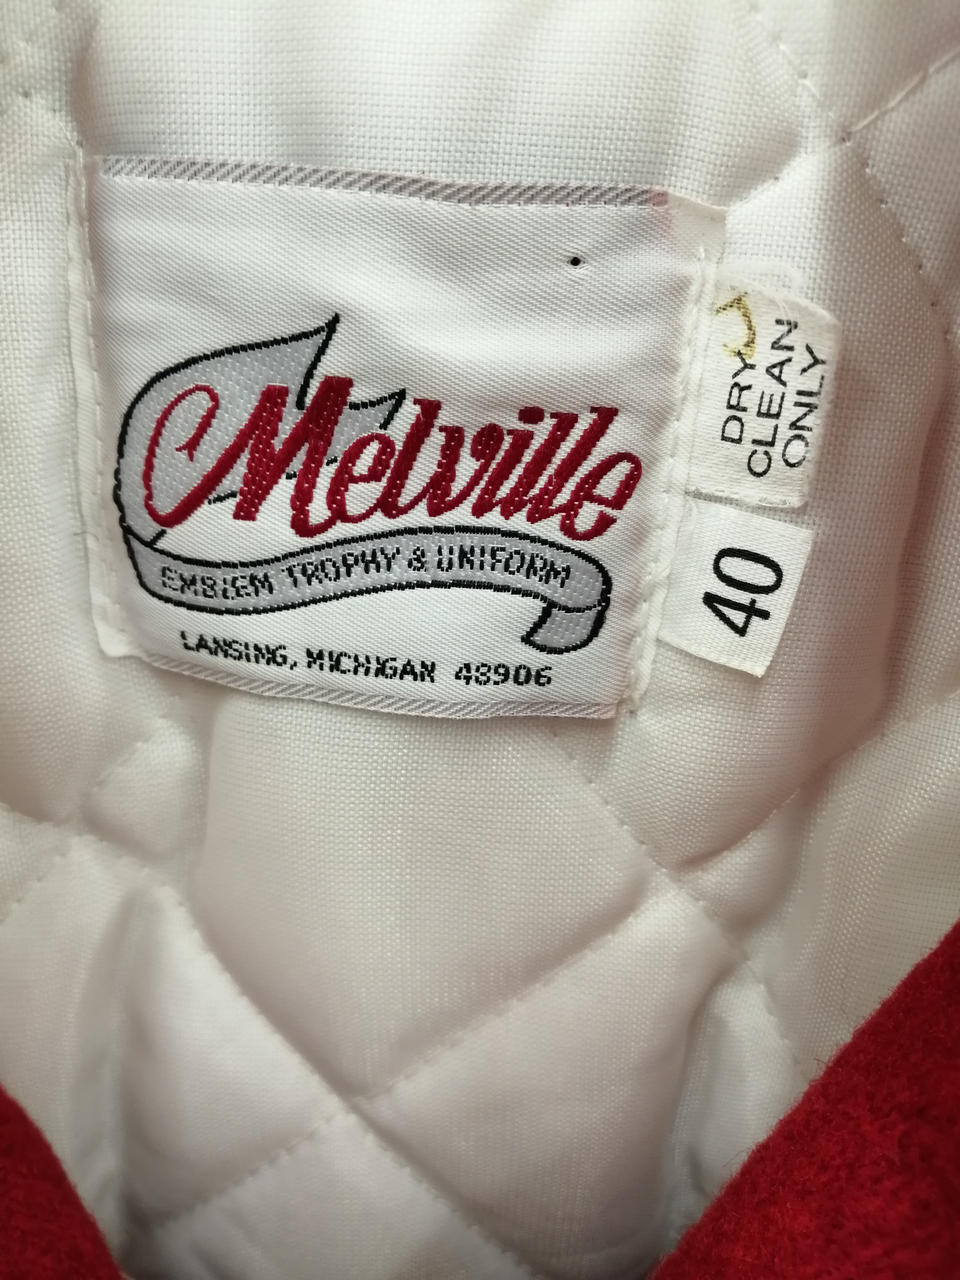 Melville
EMBLEM TROPHY & UNIFORM
LANSING, MICHIGAN 48906
DRY
CLEAN
ONLY
40